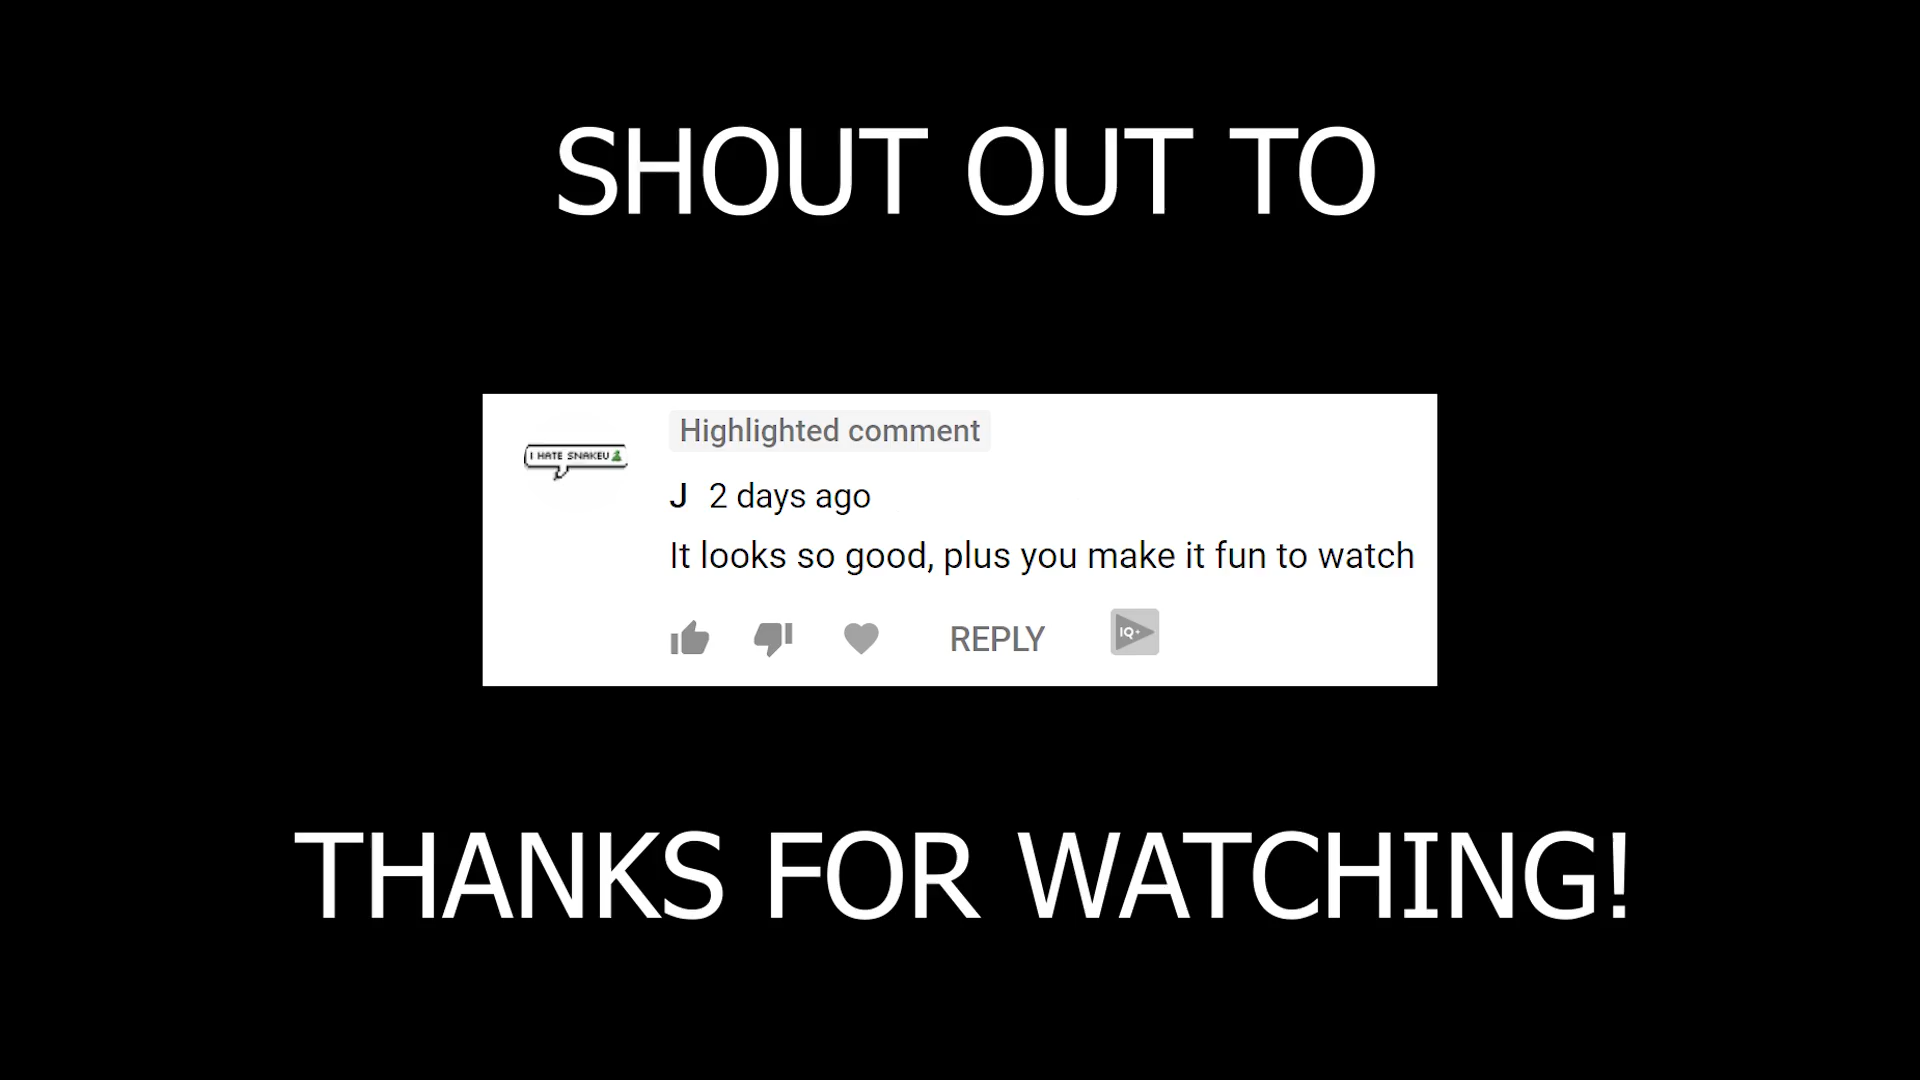 SHOUT OUT TO
Highlighted comment
I HATE SNAKEU
J 2 days ago
It looks so good, plus you make it fun to watch
REPLY
IQ+
THANKS FOR WATCHING!